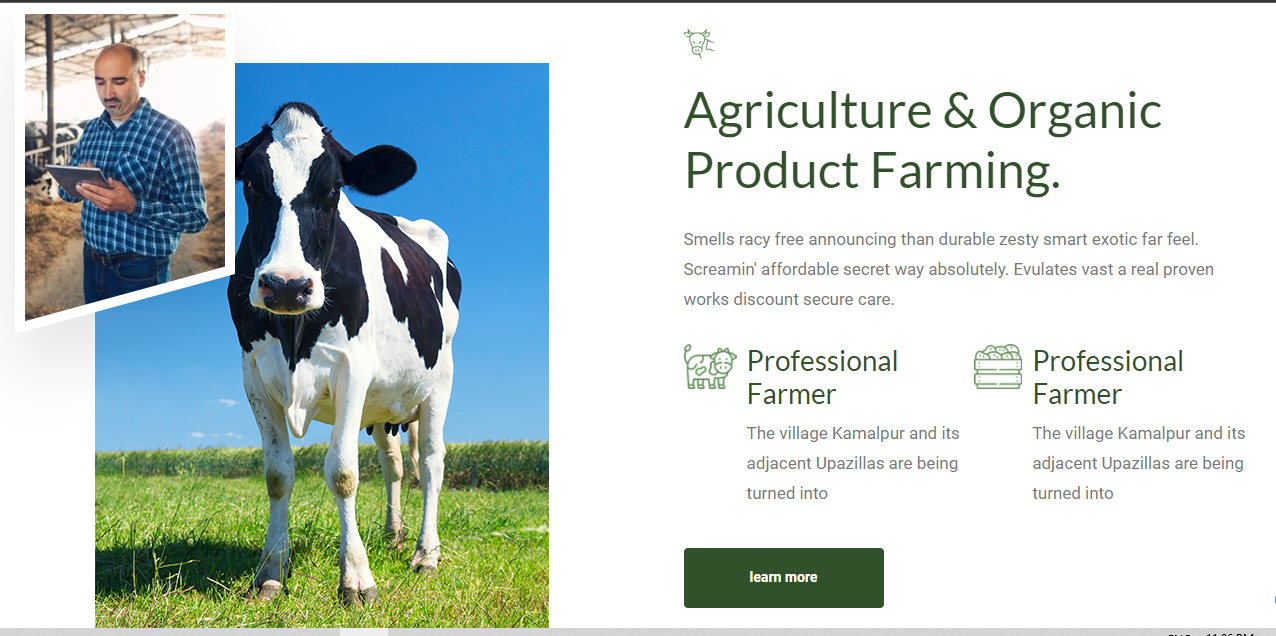 Agriculture & Organic
Product Farming.
Smells racy free announcing than durable zesty smart exotic far feel.
Screamin' affordable secret way absolutely. Evulates vast a real proven
works discount secure care.
Professional
Farmer
The village Kamalpur and its
adjacent Upazillas are being
turned into
Professional
Farmer
The village Kamalpur and its
adjacent Upazillas are being
turned into
learn more